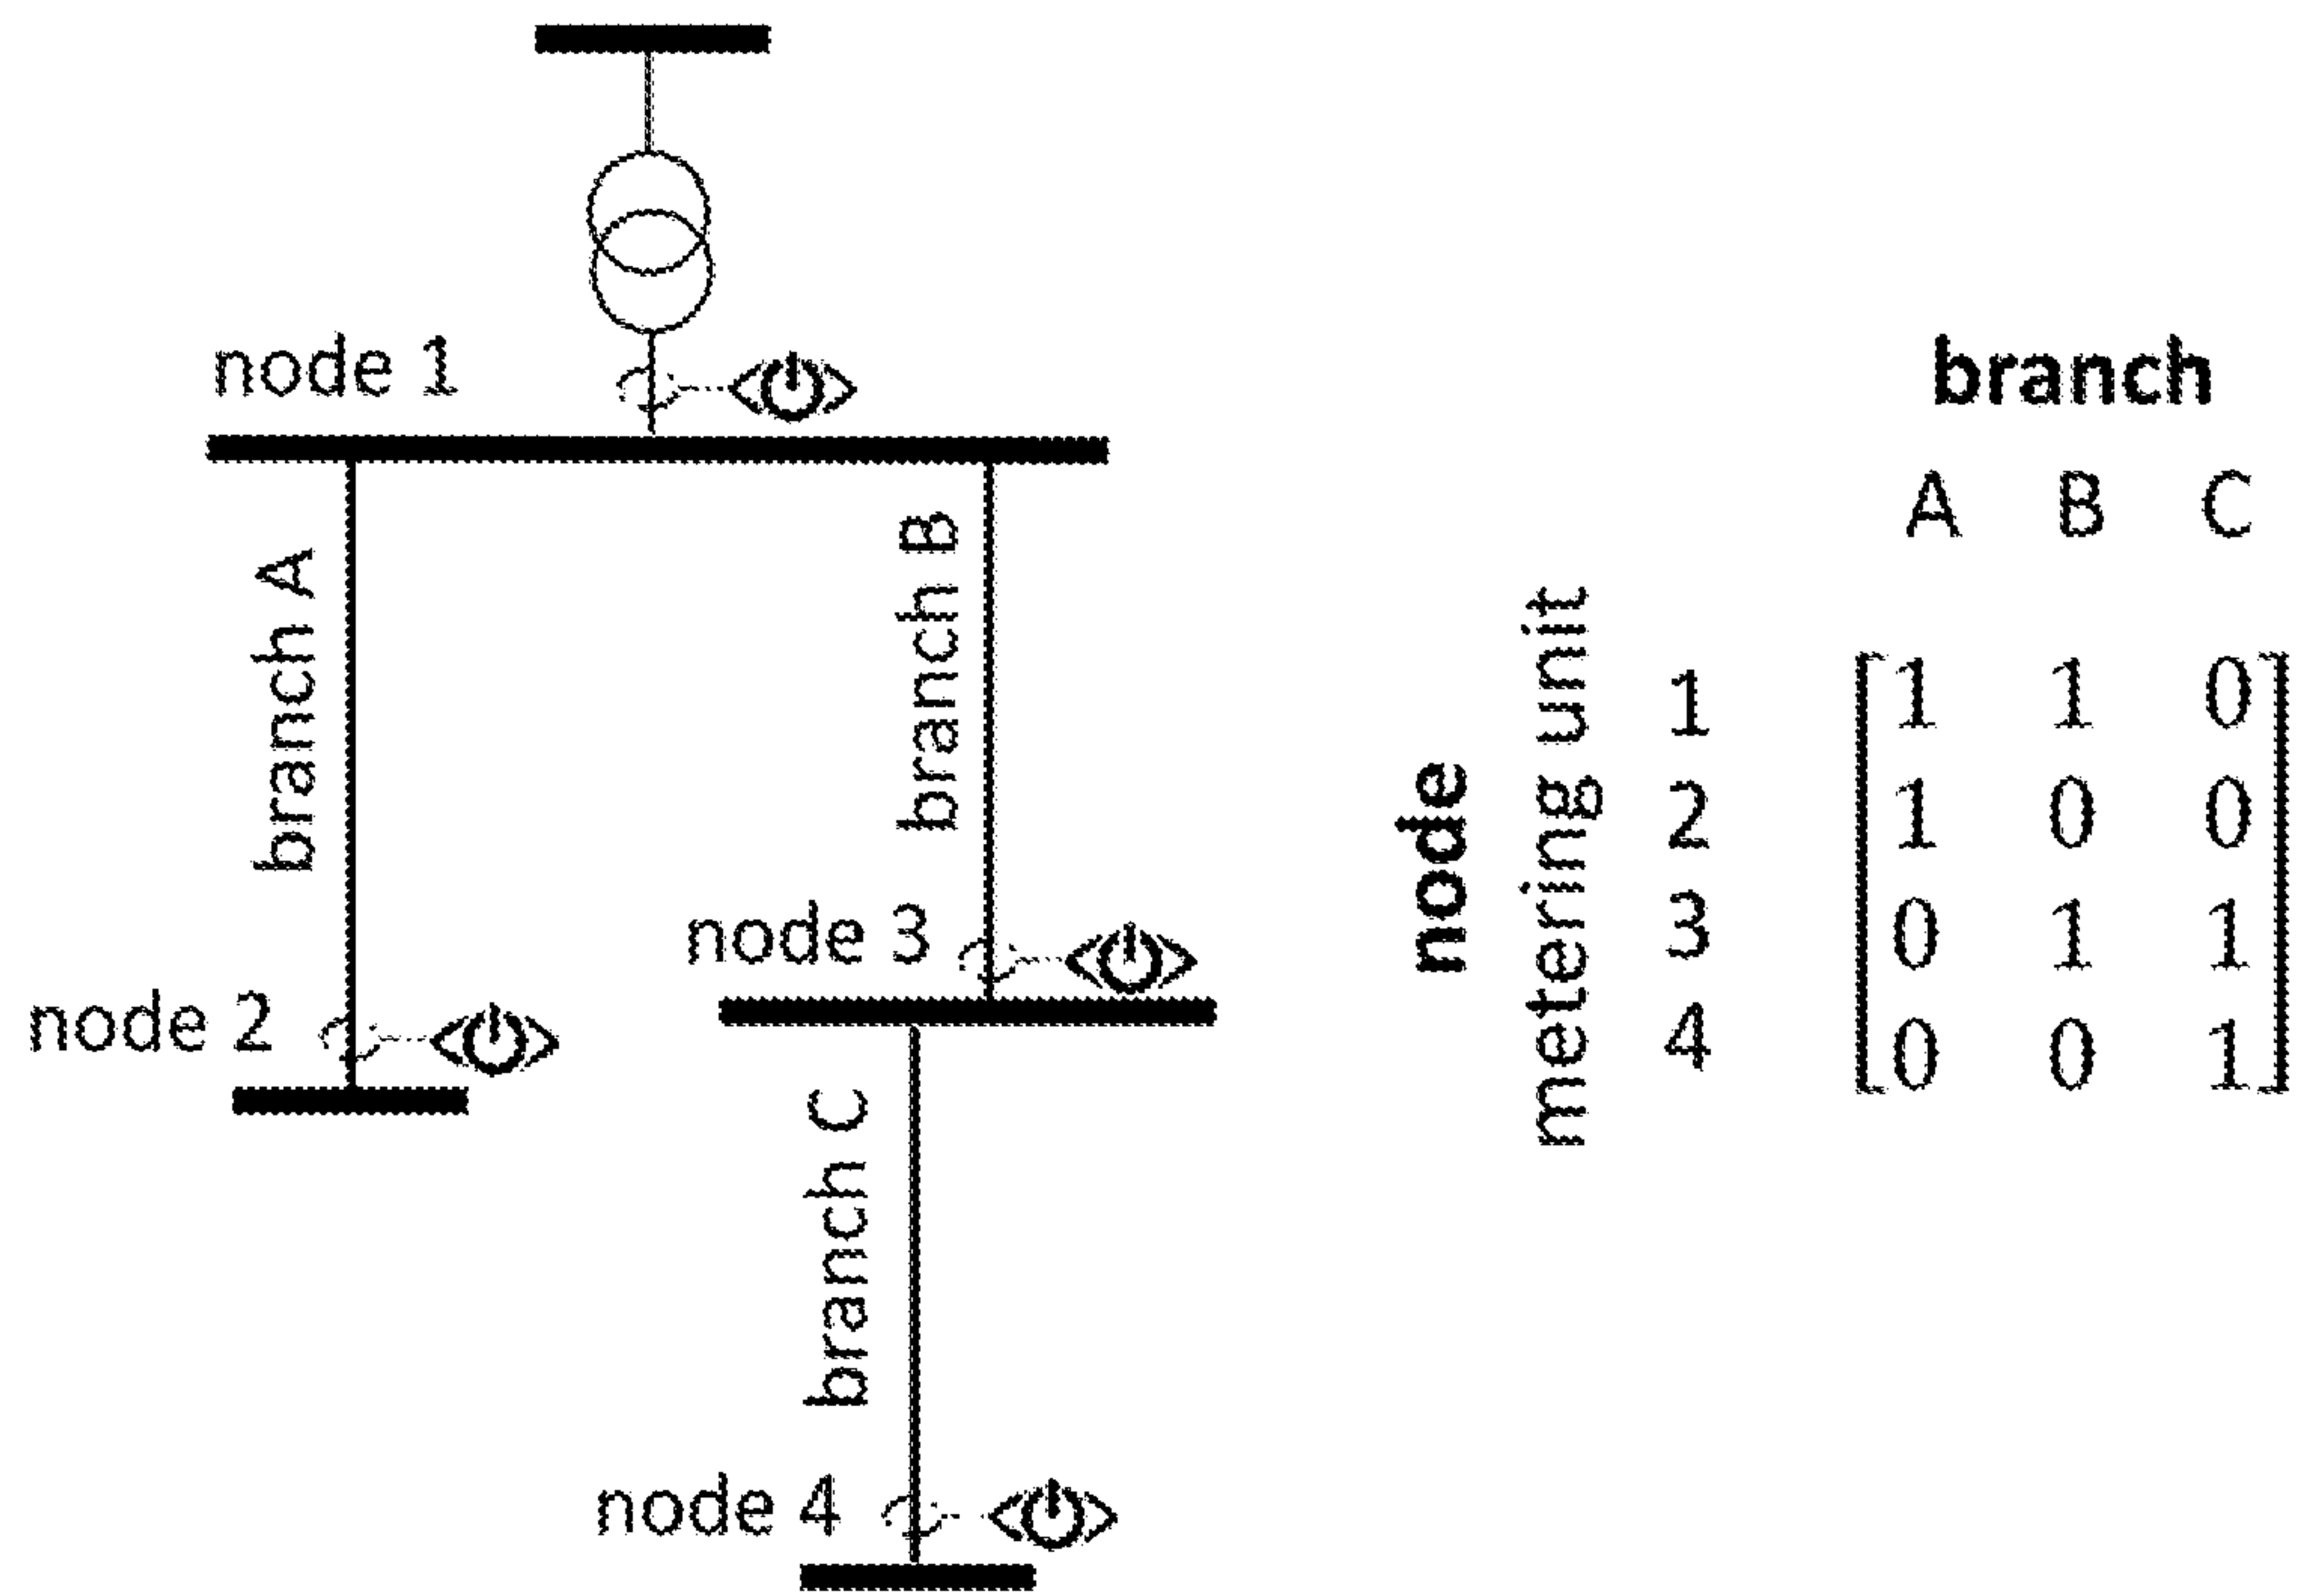 node 1
branch A
branch B
node 2
node 3
branch C
node 4
branch
A B C
node
metering unit
1 1 1 0
2 1 0 0
3 0 1 1
4 0 0 1